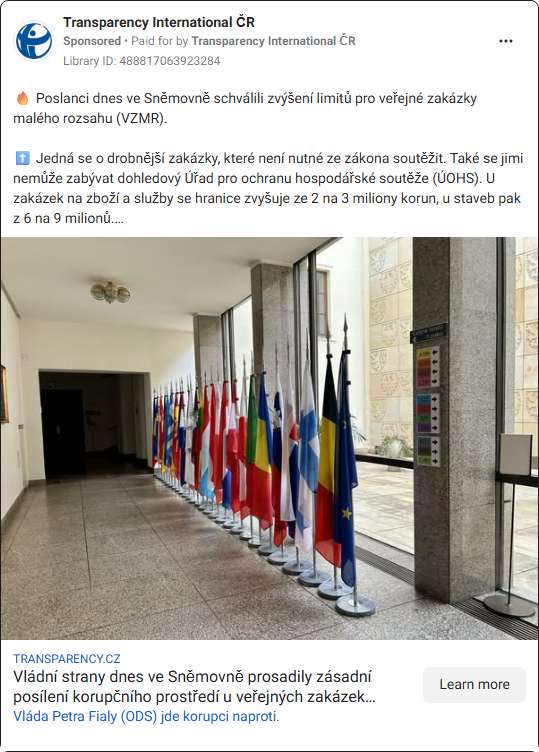 Transparency International ČR
Sponsored • Paid for by Transparency International ČR
Library ID: 488817063923284
🔥 Poslanci dnes ve Sněmovně schválili zvýšení limitů pro veřejné zakázky
malého rozsahu (VZMR).
⬆️ Jedná se o drobnější zakázky, které není nutné ze zákona soutěžit. Také se jimi
nemůže zabývat dohledový Úřad pro ochranu hospodářské soutěže (ÚOHS). U
zakázek na zboží a služby se hranice zvyšuje ze 2 na 3 miliony korun, u staveb pak
z 6 na 9 milionů....
TRANSPARENCY.CZ
Vládní strany dnes ve Sněmovně prosadily zásadní
posílení korupčního prostředí u veřejných zakázek...
Vláda Petra Fialy (ODS) jde korupci naproti.
Learn more